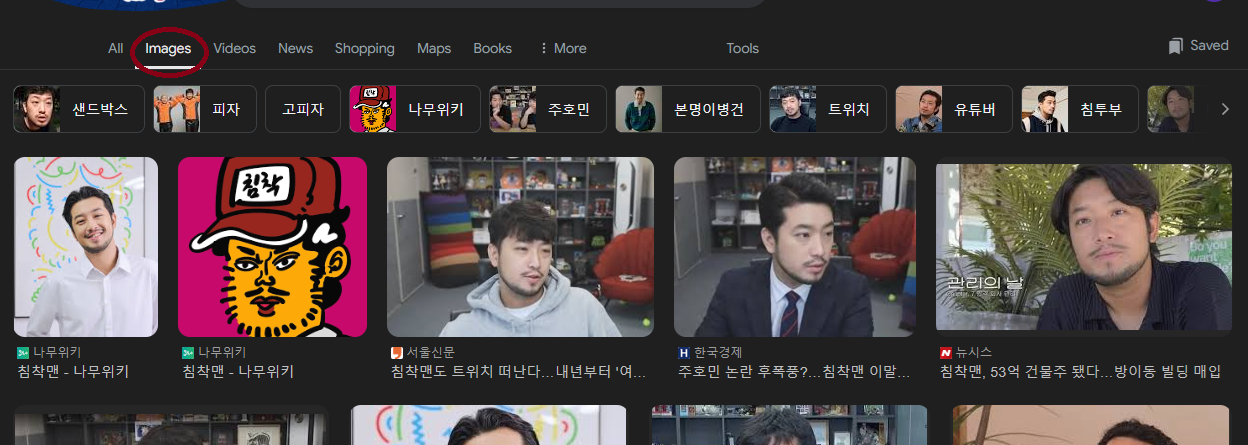 All Images Videos News Shopping Maps Books More Tools Saved
샌드박스 피자 고피자 나무위키 주호민 본명이병건 트위치 유튜버 침투부
침착
Do you
want
관리의 날
나무위키 나무위키 서울신문 한국경제 뉴시스
침착맨 - 나무위키 침착맨 - 나무위키 침착맨도 트위치 떠난다...내년부터 '여... 주호민 논란 후폭풍?...침착맨 이말... 침착맨, 53억 건물주 됐다...방이동 빌딩 매입